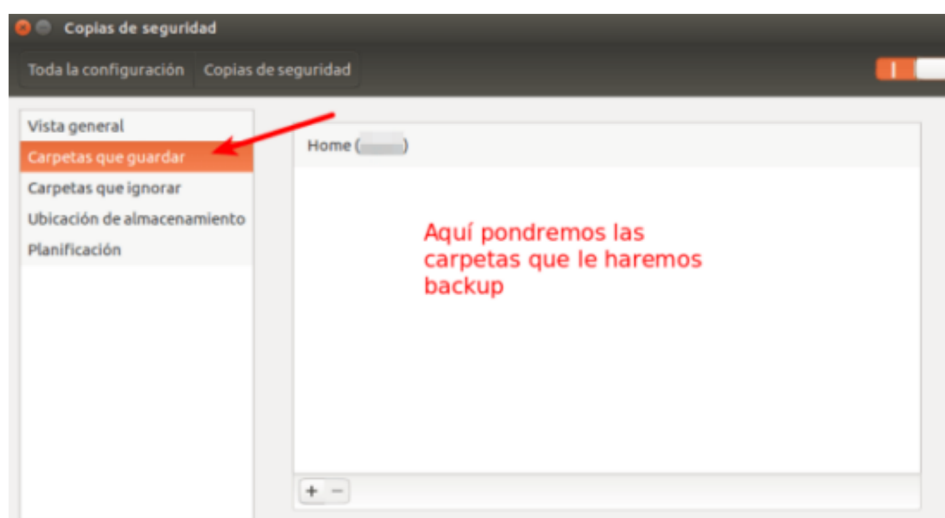 Copias de seguridad
Toda la configuración Copias de seguridad
Vista general
Carpetas que guardar
Carpetas que ignorar
Ubicación de almacenamiento
Planificación
Home ( )
Aquí pondremos las
carpetas que le haremos
backup
+ -